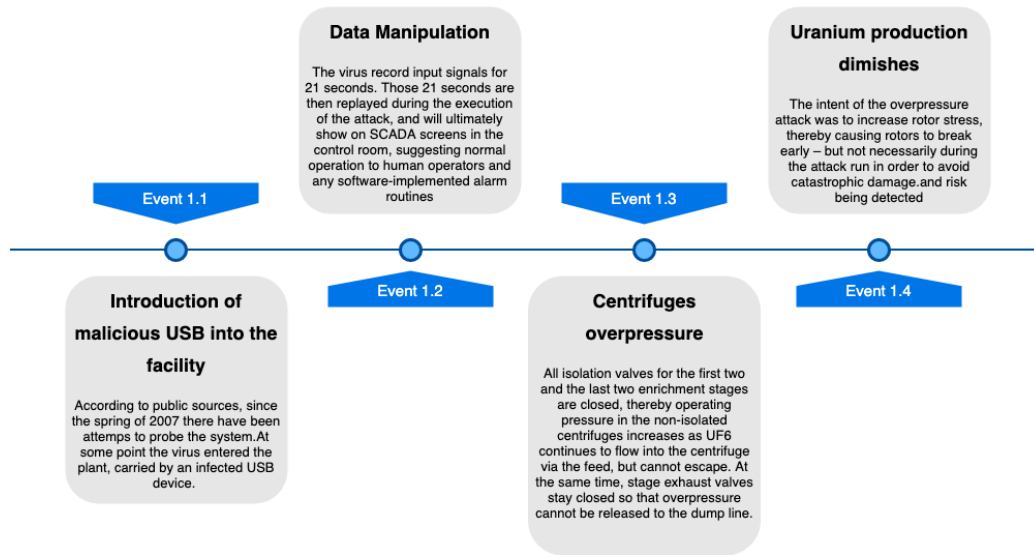 Data Manipulation
The virus record input signals for
21 seconds. Those 21 seconds are
then replayed during the execution
of the attack, and will ultimately
show on SCADA screens in the
control room, suggesting normal
operation to human operators and
any software-implemented alarm
routines
Uranium production
dimishes
The intent of the overpressure
attack was to increase rotor stress,
thereby causing rotors to break
early – but not necessarily during
the attack run in order to avoid
catastrophic damage.and risk
being detected
Event 1.1
Event 1.3
Event 1.2
Event 1.4
Introduction of
malicious USB into the
facility
According to public sources, since
the spring of 2007 there have been
attemps to probe the system.At
some point the virus entered the
plant, carried by an infected USB
device.
Centrifuges
overpressure
All isolation valves for the first two
and the last two enrichment stages
are closed, thereby operating
pressure in the non-isolated
centrifuges increases as UF6
continues to flow into the centrifuge
via the feed, but cannot escape. At
the same time, stage exhaust valves
stay closed so that overpressure
cannot be released to the dump line.